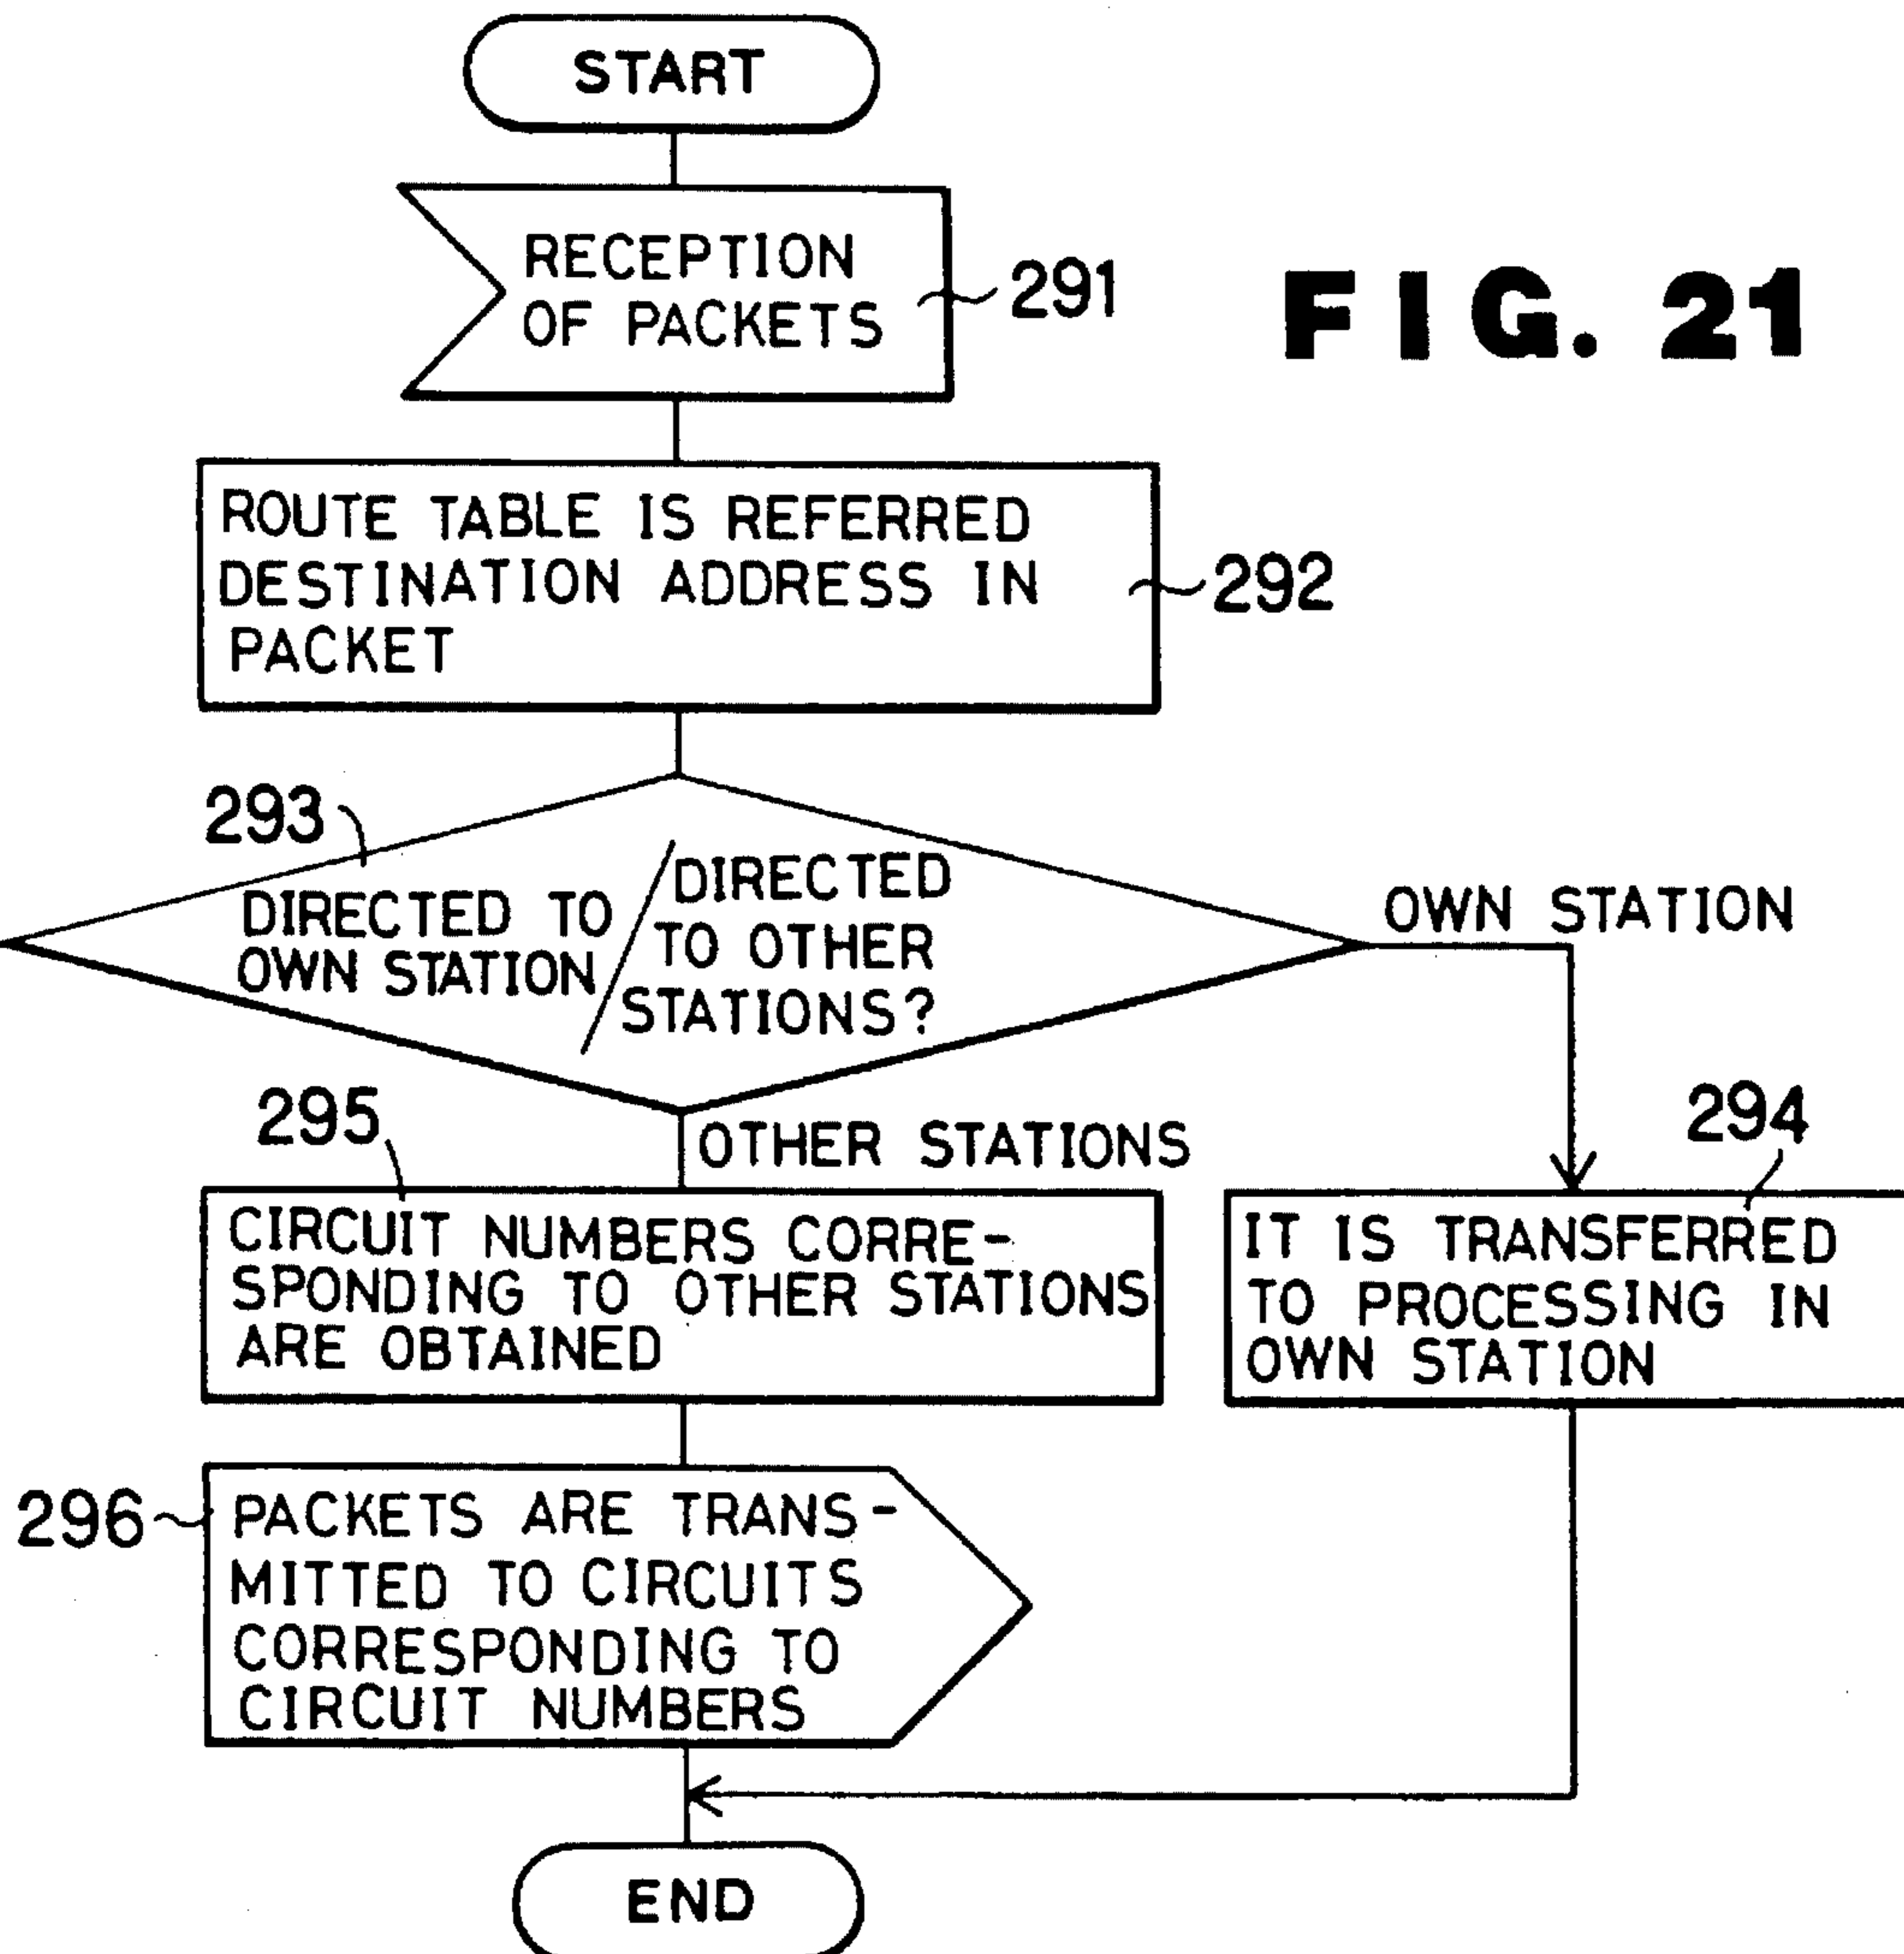 START
RECEPTION
OF PACKETS
291
FIG. 21
ROUTE TABLE IS REFERRED
DESTINATION ADDRESS IN
PACKET
292
293
DIRECTED TO
OWN STATION
/
DIRECTED
TO OTHER
STATIONS?
OWN STATION
OTHER STATIONS
295
CIRCUIT NUMBERS CORRE-
SPONDING TO OTHER STATIONS
ARE OBTAINED
294
IT IS TRANSFERRED
TO PROCESSING IN
OWN STATION
296
PACKETS ARE TRANS-
MITTED TO CIRCUITS
CORRESPONDING TO
CIRCUIT NUMBERS
END